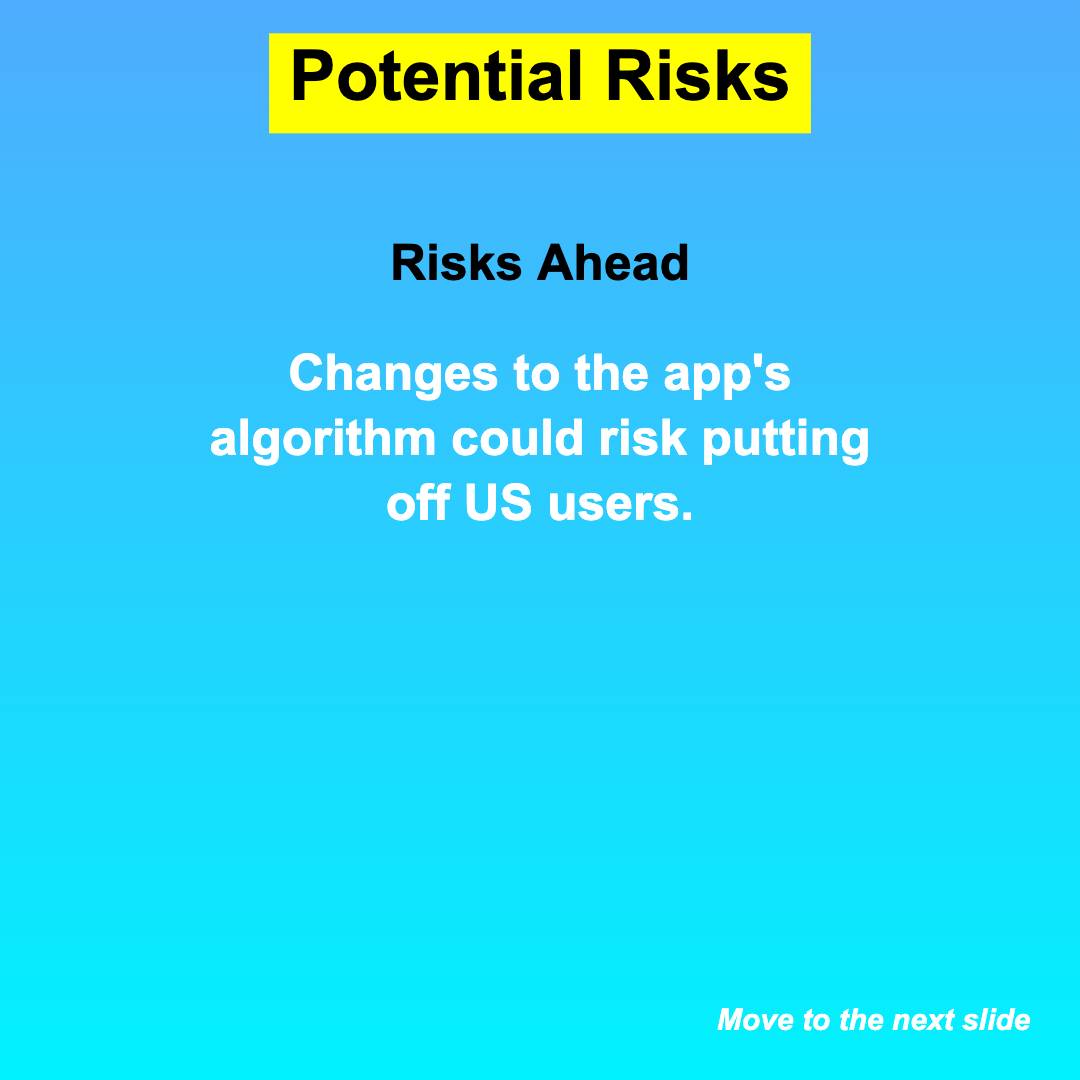 Potential Risks
Risks Ahead
Changes to the app's
algorithm could risk putting
off US users.
Move to the next slide